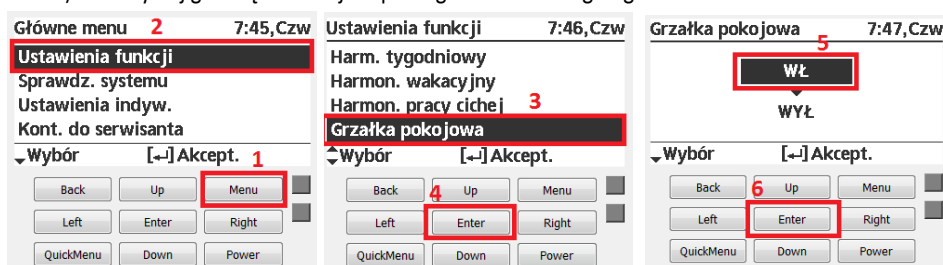 Główne menu 2 7:45,Czw
Ustawienia funkcji
Sprawdz. systemu
Ustawienia indyw.
Kont. do serwisanta
Wybór [↵] Akcept. 1
Back Up Menu
Left Enter Right
QuickMenu Down Power
Ustawienia funkcji 7:46,Czw
Harm. tygodniowy
Harmon. wakacyjny
Harmon. pracy cichej 3
Grzałka pokojowa
Wybór [↵] Akcept.
Back 4 Up Menu
Left Enter Right
QuickMenu Down Power
Grzałka pokojowa 5 7:47,Czw
WŁ
WYŁ
Wybór [↵] Akcept.
Back 6 Up Menu
Left Enter Right
QuickMenu Down Power